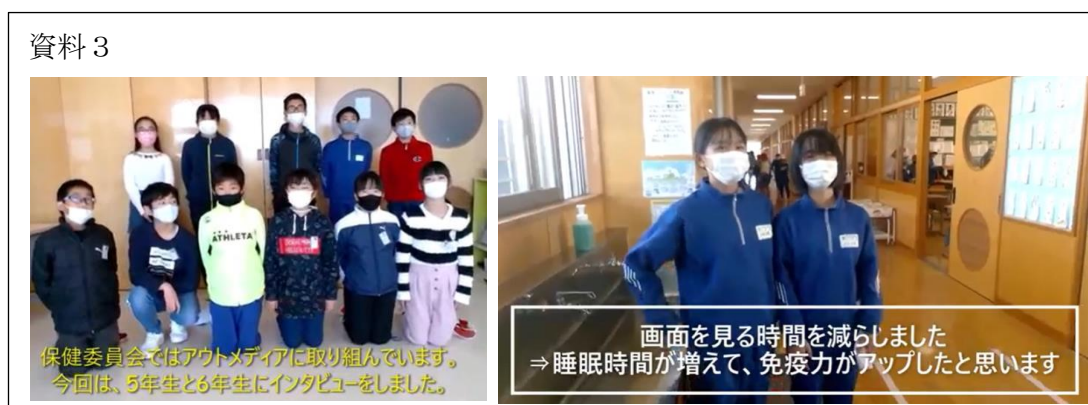 資料３
保健委員会ではアウトメディアに取り組んでいます。
今回は、5年生と6年生にインタビューをしました。
ATHLETA
画面を見る時間を減らしました
⇒睡眠時間が増えて、免疫力がアップしたと思います